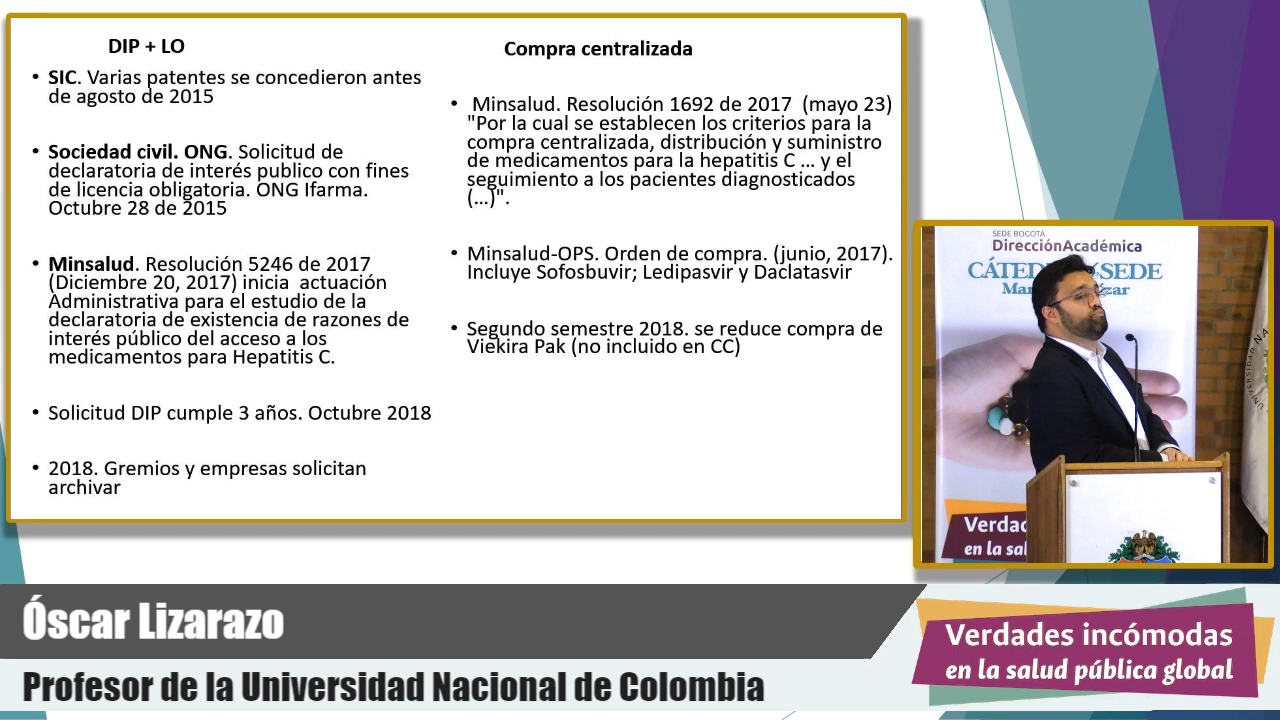 DIP + LO
• SIC. Varias patentes se concedieron antes
de agosto de 2015
• Sociedad civil. ONG. Solicitud de
declaratoria de interés publico con fines
de licencia obligatoria. ONG Ifarma.
Octubre 28 de 2015
• Minsalud. Resolución 5246 de 2017
(Diciembre 20, 2017) inicia actuación
Administrativa para el estudio de la
declaratoria de existencia de razones de
interés público del acceso a los
medicamentos para Hepatitis C.
• Solicitud DIP cumple 3 años. Octubre 2018
• 2018. Gremios y empresas solicitan
archivar
Compra centralizada
• Minsalud. Resolución 1692 de 2017 (mayo 23)
"Por la cual se establecen los criterios para la
compra centralizada, distribución y suministro
de medicamentos para la hepatitis C ... y el
seguimiento a los pacientes diagnosticados
(...)".
• Minsalud-OPS. Orden de compra. (junio, 2017).
Incluye Sofosbuvir; Ledipasvir y Daclatasvir
• Segundo semestre 2018. se reduce compra de
Viekira Pak (no incluido en CC)
SEDE BOGOTÁ
DirecciónAcadémica
SEDE
Verdad
en la sal
Óscar Lizarazo
Profesor de la Universidad Nacional de Colombia
Verdades incómodas
en la salud pública global